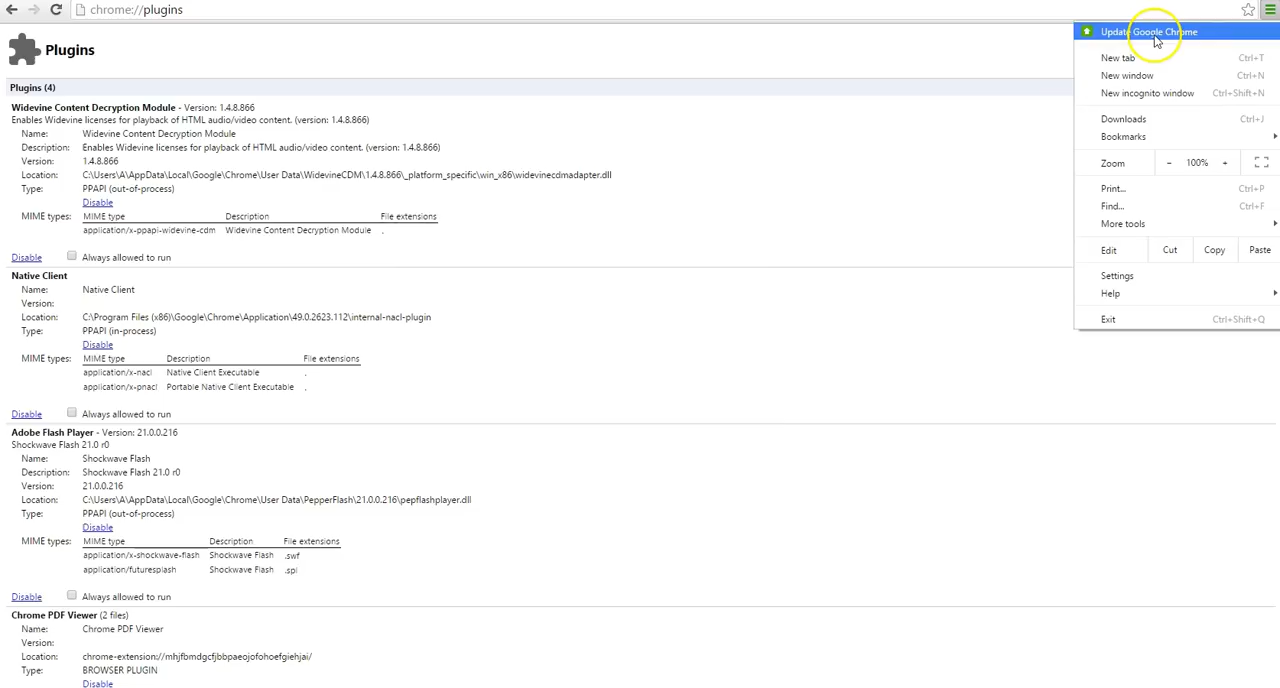 chrome://plugins
Update Google Chrome
New tab Ctrl+T
New window Ctrl+N
New incognito window Ctrl+Shift+N
Downloads Ctrl+J
Bookmarks
Zoom - 100% +
Print... Ctrl+P
Find... Ctrl+F
More tools
Edit Cut Copy Paste
Settings
Help
Exit Ctrl+Shift+Q
Plugins
Plugins (4)
Widevine Content Decryption Module - Version: 1.4.8.866
Enables Widevine licenses for playback of HTML audio/video content. (version: 1.4.8.866)
Name: Widevine Content Decryption Module
Description: Enables Widevine licenses for playback of HTML audio/video content. (version: 1.4.8.866)
Version: 1.4.8.866
Location: C:\Users\A\AppData\Local\Google\Chrome\User Data\WidevineCDM\1.4.8.866\_platform_specific\win_x86\widevinecdmadapter.dll
Type: PPAPI (out-of-process)
Disable
MIME types: MIME type Description File extensions
application/x-ppapi-widevine-cdm Widevine Content Decryption Module .
Disable Always allowed to run
Native Client
Name: Native Client
Version:
Location: C:\Program Files (x86)\Google\Chrome\Application\49.0.2623.112\internal-nacl-plugin
Type: PPAPI (in-process)
Disable
MIME types: MIME type Description File extensions
application/x-nacl Native Client Executable .
application/x-pnacl Portable Native Client Executable .
Disable Always allowed to run
Adobe Flash Player - Version: 21.0.0.216
Shockwave Flash 21.0 r0
Name: Shockwave Flash
Description: Shockwave Flash 21.0 r0
Version: 21.0.0.216
Location: C:\Users\A\AppData\Local\Google\Chrome\User Data\PepperFlash\21.0.0.216\pepflashplayer.dll
Type: PPAPI (out-of-process)
Disable
MIME types: MIME type Description File extensions
application/x-shockwave-flash Shockwave Flash .swf
application/futuresplash Shockwave Flash .spl
Disable Always allowed to run
Chrome PDF Viewer (2 files)
Name: Chrome PDF Viewer
Version:
Location: chrome-extension://mhjfbmdgcfjbbpaeojofohoefgiehjai/
Type: BROWSER PLUGIN
Disable